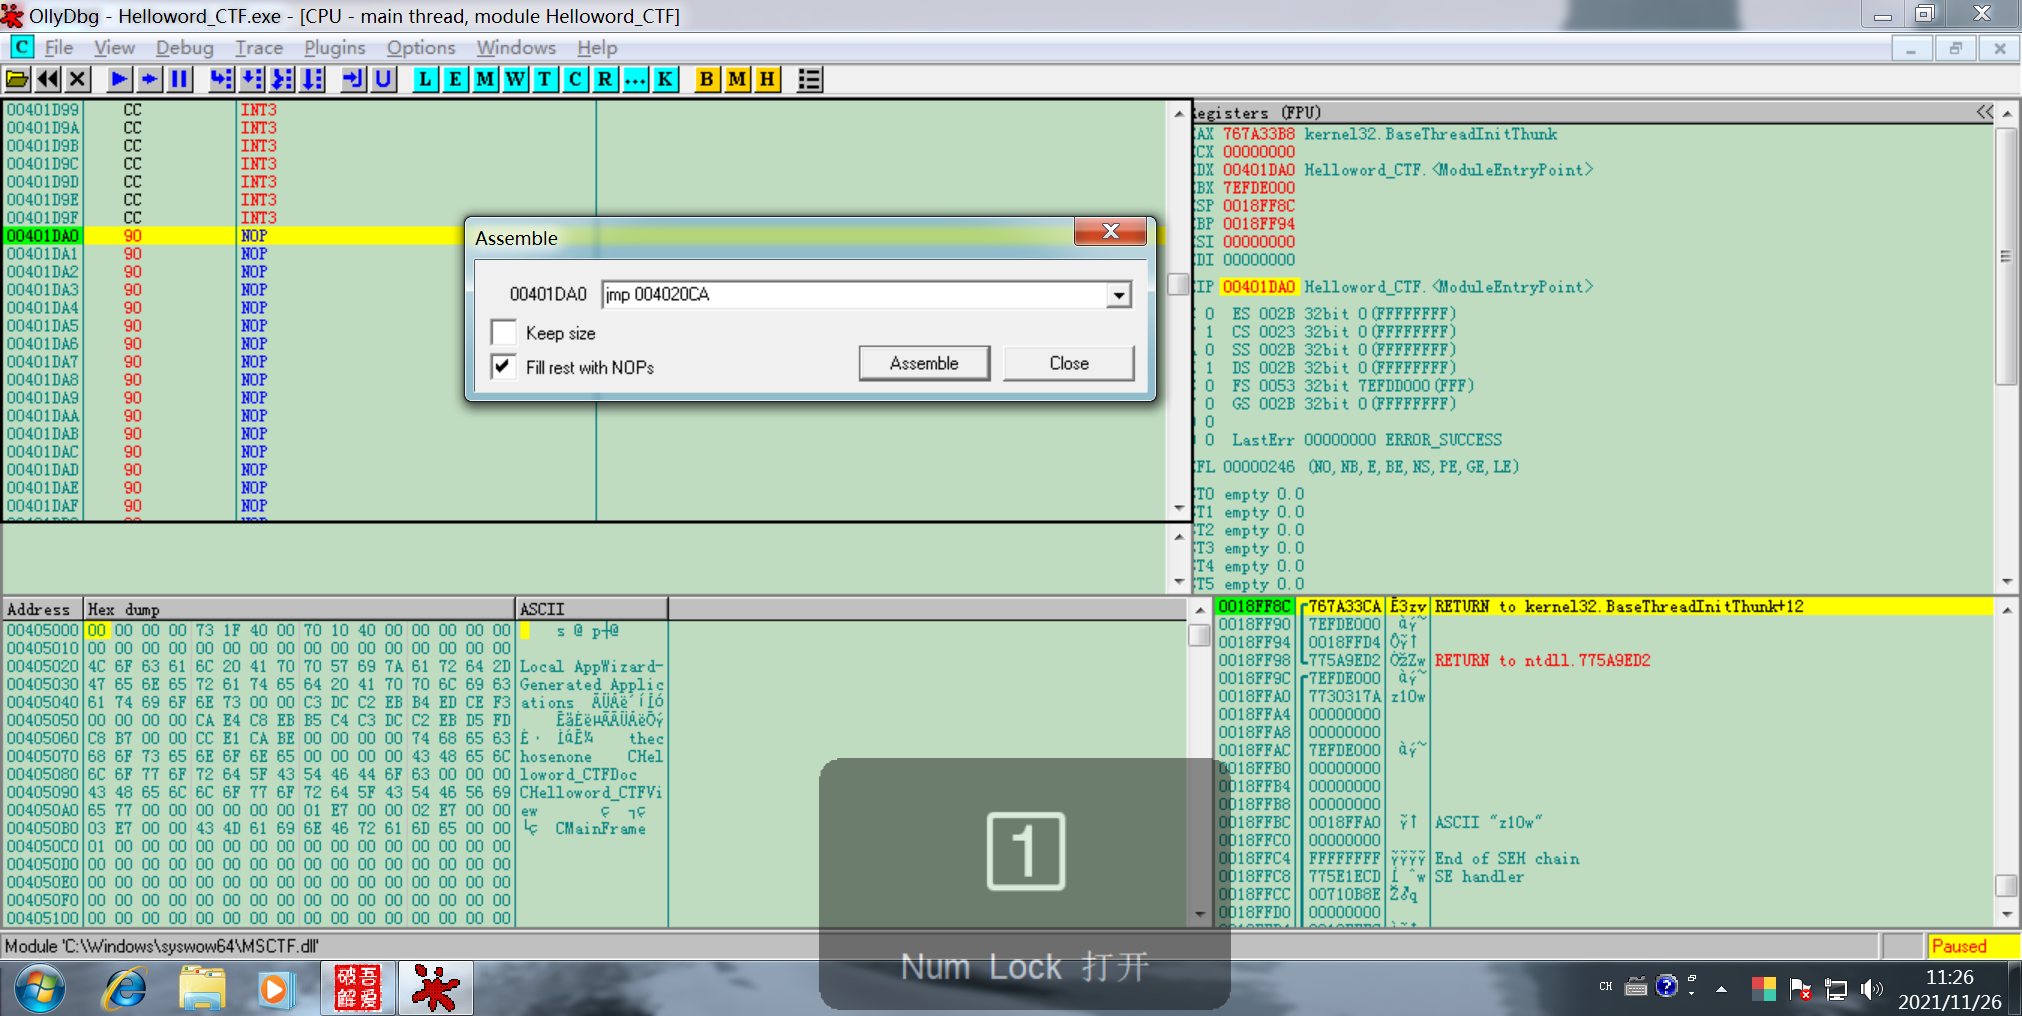 OllyDbg - Helloword_CTF.exe - [CPU - main thread, module Helloword_CTF]
C File View Debug Trace Plugins Options Windows Help
U L E M W T C R ... K B M H
00401D99 CC INT3
00401D9A CC INT3
00401D9B CC INT3
00401D9C CC INT3
00401D9D CC INT3
00401D9E CC INT3
00401D9F CC INT3
00401DA0 90 NOP
00401DA1 90 NOP
00401DA2 90 NOP
00401DA3 90 NOP
00401DA4 90 NOP
00401DA5 90 NOP
00401DA6 90 NOP
00401DA7 90 NOP
00401DA8 90 NOP
00401DA9 90 NOP
00401DAA 90 NOP
00401DAB 90 NOP
00401DAC 90 NOP
00401DAD 90 NOP
00401DAE 90 NOP
00401DAF 90 NOP
Assemble
00401DA0 jmp 004020CA
Keep size
Fill rest with NOPs
Assemble Close
egisters (FPU)
AX 767A33B8 kernel32.BaseThreadInitThunk
CX 00000000
DX 00401DA0 Helloword_CTF.<ModuleEntryPoint>
BX 7EFDE000
SP 0018FF8C
BP 0018FF94
SI 00000000
DI 00000000
IP 00401DA0 Helloword_CTF.<ModuleEntryPoint>
0 ES 002B 32bit 0(FFFFFFFF)
1 CS 0023 32bit 0(FFFFFFFF)
0 SS 002B 32bit 0(FFFFFFFF)
1 DS 002B 32bit 0(FFFFFFFF)
0 FS 0053 32bit 7EFDD000(FFF)
0 GS 002B 32bit 0(FFFFFFFF)
0
0 LastErr 00000000 ERROR_SUCCESS
FL 00000246 (NO,NB,E,BE,NS,PE,GE,LE)
T0 empty 0.0
T1 empty 0.0
T2 empty 0.0
T3 empty 0.0
T4 empty 0.0
T5 empty 0.0
Address Hex dump ASCII
00405000 00 00 00 00 73 1F 40 00 70 10 40 00 00 00 00 00 s @ p┼@
00405010 00 00 00 00 00 00 00 00 00 00 00 00 00 00 00 00
00405020 4C 6F 63 61 6C 20 41 70 70 57 69 7A 61 72 64 2D Local AppWizard-
00405030 47 65 6E 65 72 61 74 65 64 20 41 70 70 6C 69 63 Generated Applic
00405040 61 74 69 6F 6E 73 00 00 C3 DC C2 EB B4 ED CE F3 ations ÃÜÂë´íÎó
00405050 00 00 00 00 CA E4 C8 EB B5 C4 C3 DC C2 EB D5 FD ÊäÈëµÄÃÜÂëÕý
00405060 C8 B7 00 00 CC E1 CA BE 00 00 00 00 74 68 65 63 È· ÌáÊ¾ thec
00405070 68 6F 73 65 6E 6F 6E 65 00 00 00 00 43 48 65 6C hosenone CHel
00405080 6C 6F 77 6F 72 64 5F 43 54 46 44 6F 63 00 00 00 loword_CTFDoc
00405090 43 48 65 6C 6C 6F 77 6F 72 64 5F 43 54 46 56 69 CHelloword_CTFVi
004050A0 65 77 00 00 00 00 00 00 01 E7 00 00 02 E7 00 00 ew ç ┐ç
004050B0 03 E7 00 00 43 4D 61 69 6E 46 72 61 6D 65 00 00 └ç CMainFrame
004050C0 01 00 00 00 00 00 00 00 00 00 00 00 00 00 00 00
004050D0 00 00 00 00 00 00 00 00 00 00 00 00 00 00 00 00
004050E0 00 00 00 00 00 00 00 00 00 00 00 00 00 00 00 00
004050F0 00 00 00 00 00 00 00 00 00 00 00 00 00 00 00 00
00405100 00 00 00 00 00 00 00 00 00 00 00 00 00 00 00 00
0018FF8C 767A33CA Ê3zv RETURN to kernel32.BaseThreadInitThunk+12
0018FF90 7EFDE000 àý~
0018FF94 0018FFD4 Ôÿ↑
0018FF98 775A9ED2 ÒžZw RETURN to ntdll.775A9ED2
0018FF9C 7EFDE000 àý~
0018FFA0 7730317A z10w
0018FFA4 00000000
0018FFA8 00000000
0018FFAC 7EFDE000 àý~
0018FFB0 00000000
0018FFB4 00000000
0018FFB8 00000000
0018FFBC 0018FFA0 ÿ↑ ASCII "z10w"
0018FFC0 00000000
0018FFC4 FFFFFFFF ÿÿÿÿ End of SEH chain
0018FFC8 775E1ECD Í ^w SE handler
0018FFCC 00710B8E Ž♂q
0018FFD0 00000000
1
Num Lock 打开
Module 'C:\Windows\syswow64\MSCTF.dll'
Paused
吾爱破解
CH
11:26
2021/11/26